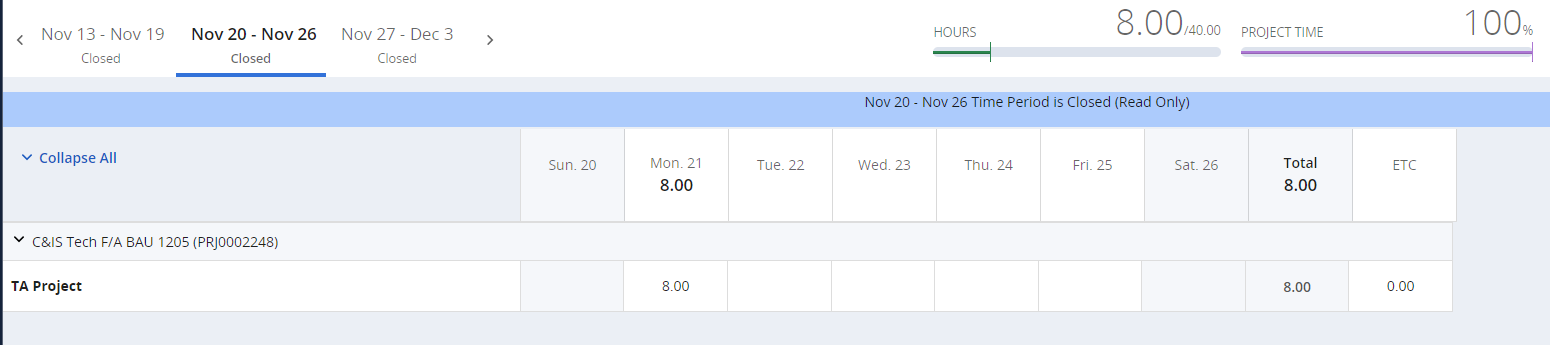 Nov 13 - Nov 19 Nov 20 - Nov 26 Nov 27 - Dec 3
Closed Closed Closed
HOURS 8.00/40.00 PROJECT TIME 100%
Nov 20 - Nov 26 Time Period is Closed (Read Only)
Collapse All Sun. 20 Mon. 21 Tue. 22 Wed. 23 Thu. 24 Fri. 25 Sat. 26 Total ETC
8.00 8.00
C&IS Tech F/A BAU 1205 (PRJ0002248)
TA Project 8.00 8.00 0.00